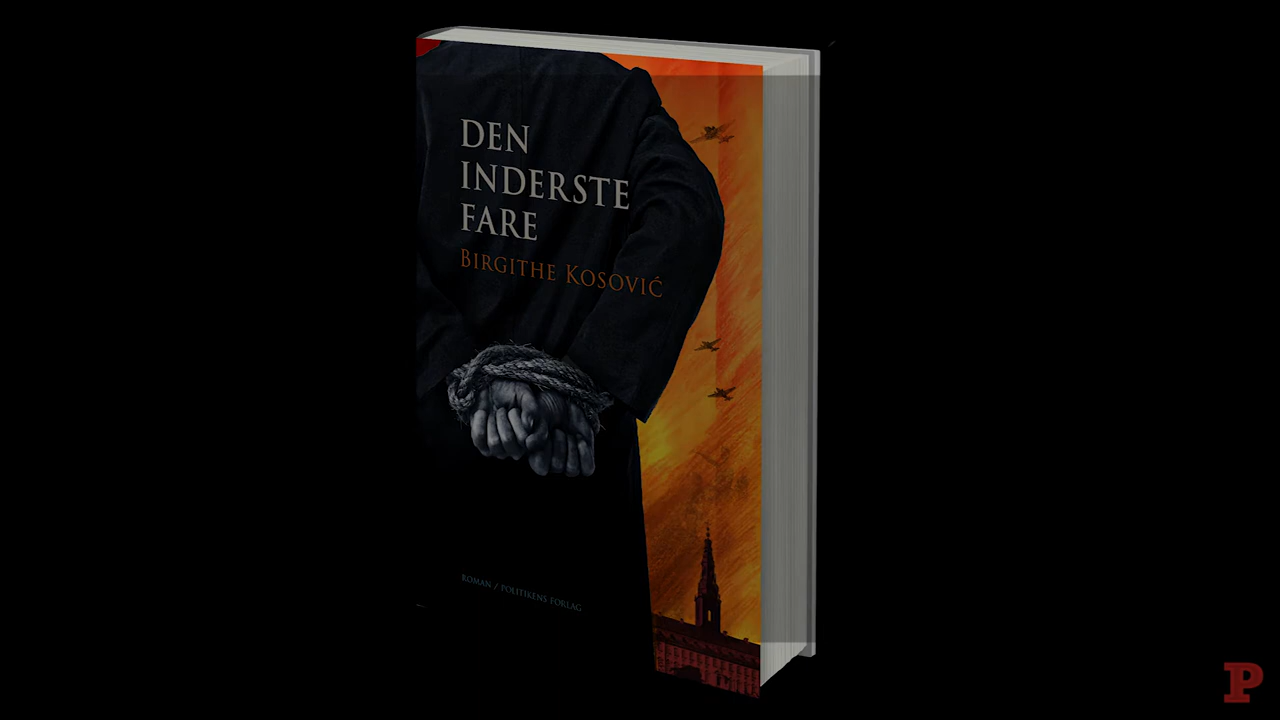 DEN
INDERSTE
FARE
BIRGITHE KOSOVIĆ
ROMAN / POLITIKENS FORLAG
P